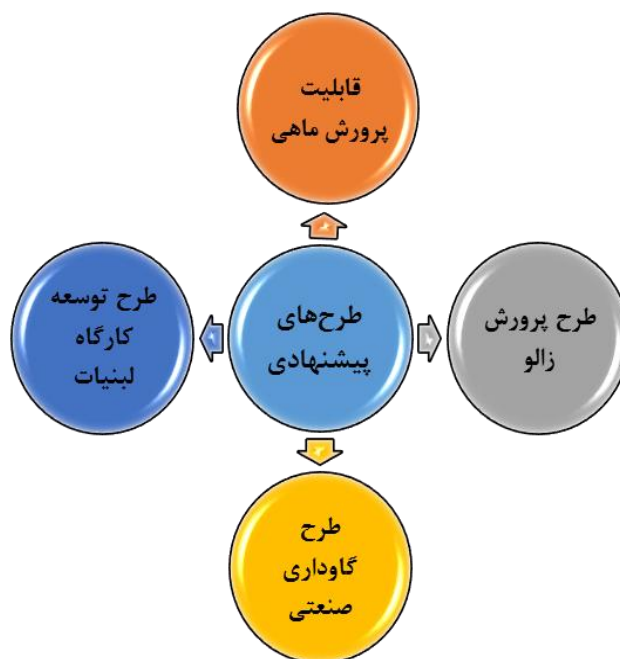 قابلیت
پرورش ماهی
طرح پرورش
زالو
طرح‌های
پیشنهادی
طرح توسعه
کارگاه
لبنیات
طرح
گاوداری
صنعتی